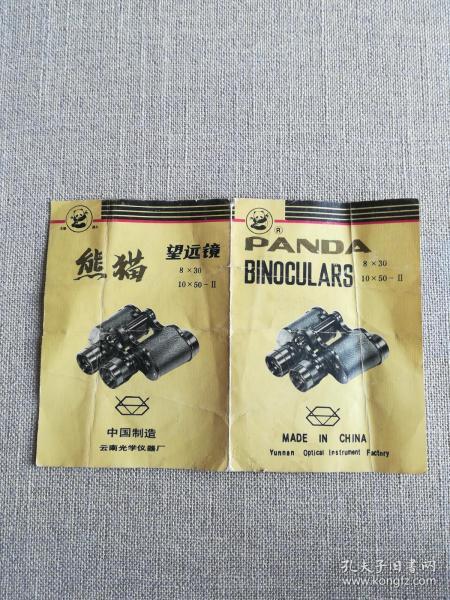 熊猫
望远镜
8×30
10×50-II
中国制造
云南光学仪器厂
®
PANDA
BINOCULARS
8×30
10×50-II
MADE IN CHINA
Yunnan Optical Instrument Factory
孔夫子旧书网
www.kongfz.com